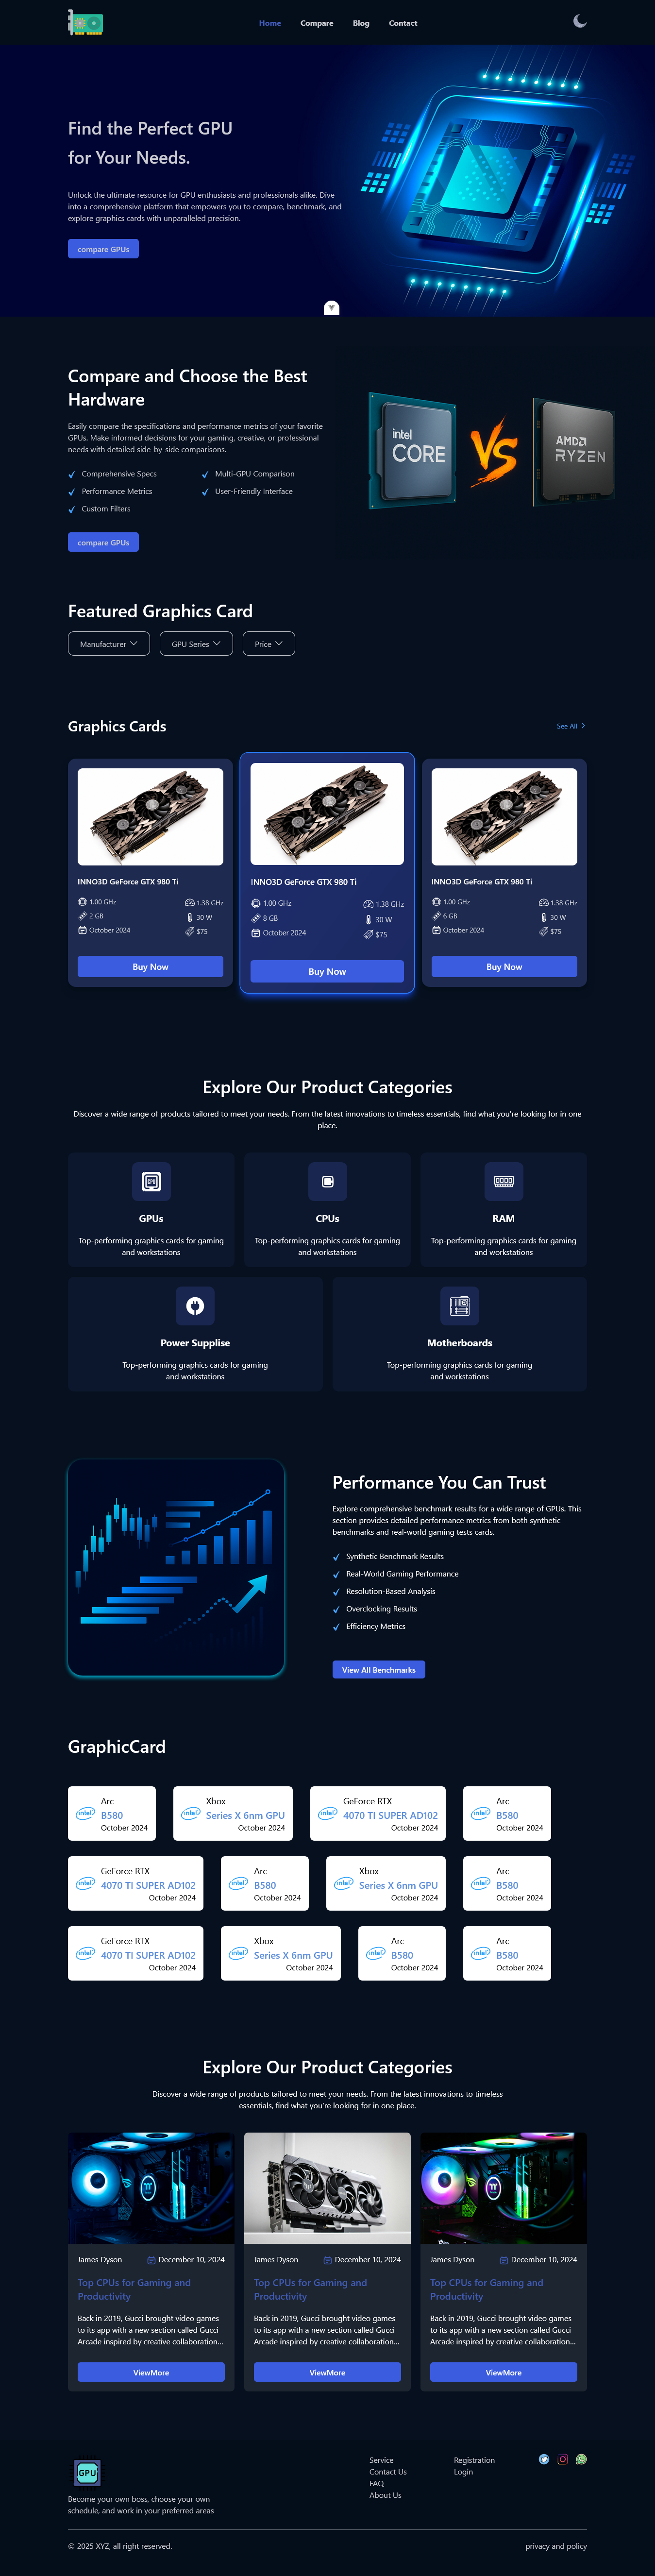 Home Compare Blog Contact
Find the Perfect GPU
for Your Needs.
Unlock the ultimate resource for GPU enthusiasts and professionals alike. Dive
into a comprehensive platform that empowers you to compare, benchmark, and
explore graphics cards with unparalleled precision.
compare GPUs
Compare and Choose the Best
Hardware
Easily compare the specifications and performance metrics of your favorite
GPUs. Make informed decisions for your gaming, creative, or professional
needs with detailed side-by-side comparisons.
Comprehensive Specs
Multi-GPU Comparison
Performance Metrics
User-Friendly Interface
Custom Filters
compare GPUs
intel
CORE
VS
AMD
RYZEN
Featured Graphics Card
Manufacturer
GPU Series
Price
Graphics Cards
See All
INNO3D GeForce GTX 980 Ti
1.00 GHz
1.38 GHz
2 GB
30 W
October 2024
$75
Buy Now
INNO3D GeForce GTX 980 Ti
1.00 GHz
1.38 GHz
8 GB
30 W
October 2024
$75
Buy Now
INNO3D GeForce GTX 980 Ti
1.00 GHz
1.38 GHz
6 GB
30 W
October 2024
$75
Buy Now
Explore Our Product Categories
Discover a wide range of products tailored to meet your needs. From the latest innovations to timeless essentials, find what you're looking for in one
place.
GPU
GPUs
Top-performing graphics cards for gaming
and workstations
CPUs
Top-performing graphics cards for gaming
and workstations
RAM
Top-performing graphics cards for gaming
and workstations
Power Supplise
Top-performing graphics cards for gaming
and workstations
Motherboards
Top-performing graphics cards for gaming
and workstations
Performance You Can Trust
Explore comprehensive benchmark results for a wide range of GPUs. This
section provides detailed performance metrics from both synthetic
benchmarks and real-world gaming tests cards.
Synthetic Benchmark Results
Real-World Gaming Performance
Resolution-Based Analysis
Overclocking Results
Efficiency Metrics
View All Benchmarks
GraphicCard
intel
Arc
B580
October 2024
intel
Xbox
Series X 6nm GPU
October 2024
intel
GeForce RTX
4070 TI SUPER AD102
October 2024
intel
Arc
B580
October 2024
intel
GeForce RTX
4070 TI SUPER AD102
October 2024
intel
Arc
B580
October 2024
intel
Xbox
Series X 6nm GPU
October 2024
intel
Arc
B580
October 2024
intel
GeForce RTX
4070 TI SUPER AD102
October 2024
intel
Xbox
Series X 6nm GPU
October 2024
intel
Arc
B580
October 2024
intel
Arc
B580
October 2024
Explore Our Product Categories
Discover a wide range of products tailored to meet your needs. From the latest innovations to timeless
essentials, find what you're looking for in one place.
James Dyson December 10, 2024
Top CPUs for Gaming and
Productivity
Back in 2019, Gucci brought video games
to its app with a new section called Gucci
Arcade inspired by creative collaboration...
ViewMore
James Dyson December 10, 2024
Top CPUs for Gaming and
Productivity
Back in 2019, Gucci brought video games
to its app with a new section called Gucci
Arcade inspired by creative collaboration...
ViewMore
James Dyson December 10, 2024
Top CPUs for Gaming and
Productivity
Back in 2019, Gucci brought video games
to its app with a new section called Gucci
Arcade inspired by creative collaboration...
ViewMore
GPU
Become your own boss, choose your own
schedule, and work in your preferred areas
Service
Contact Us
FAQ
About Us
Registration
Login
© 2025 XYZ, all right reserved.
privacy and policy